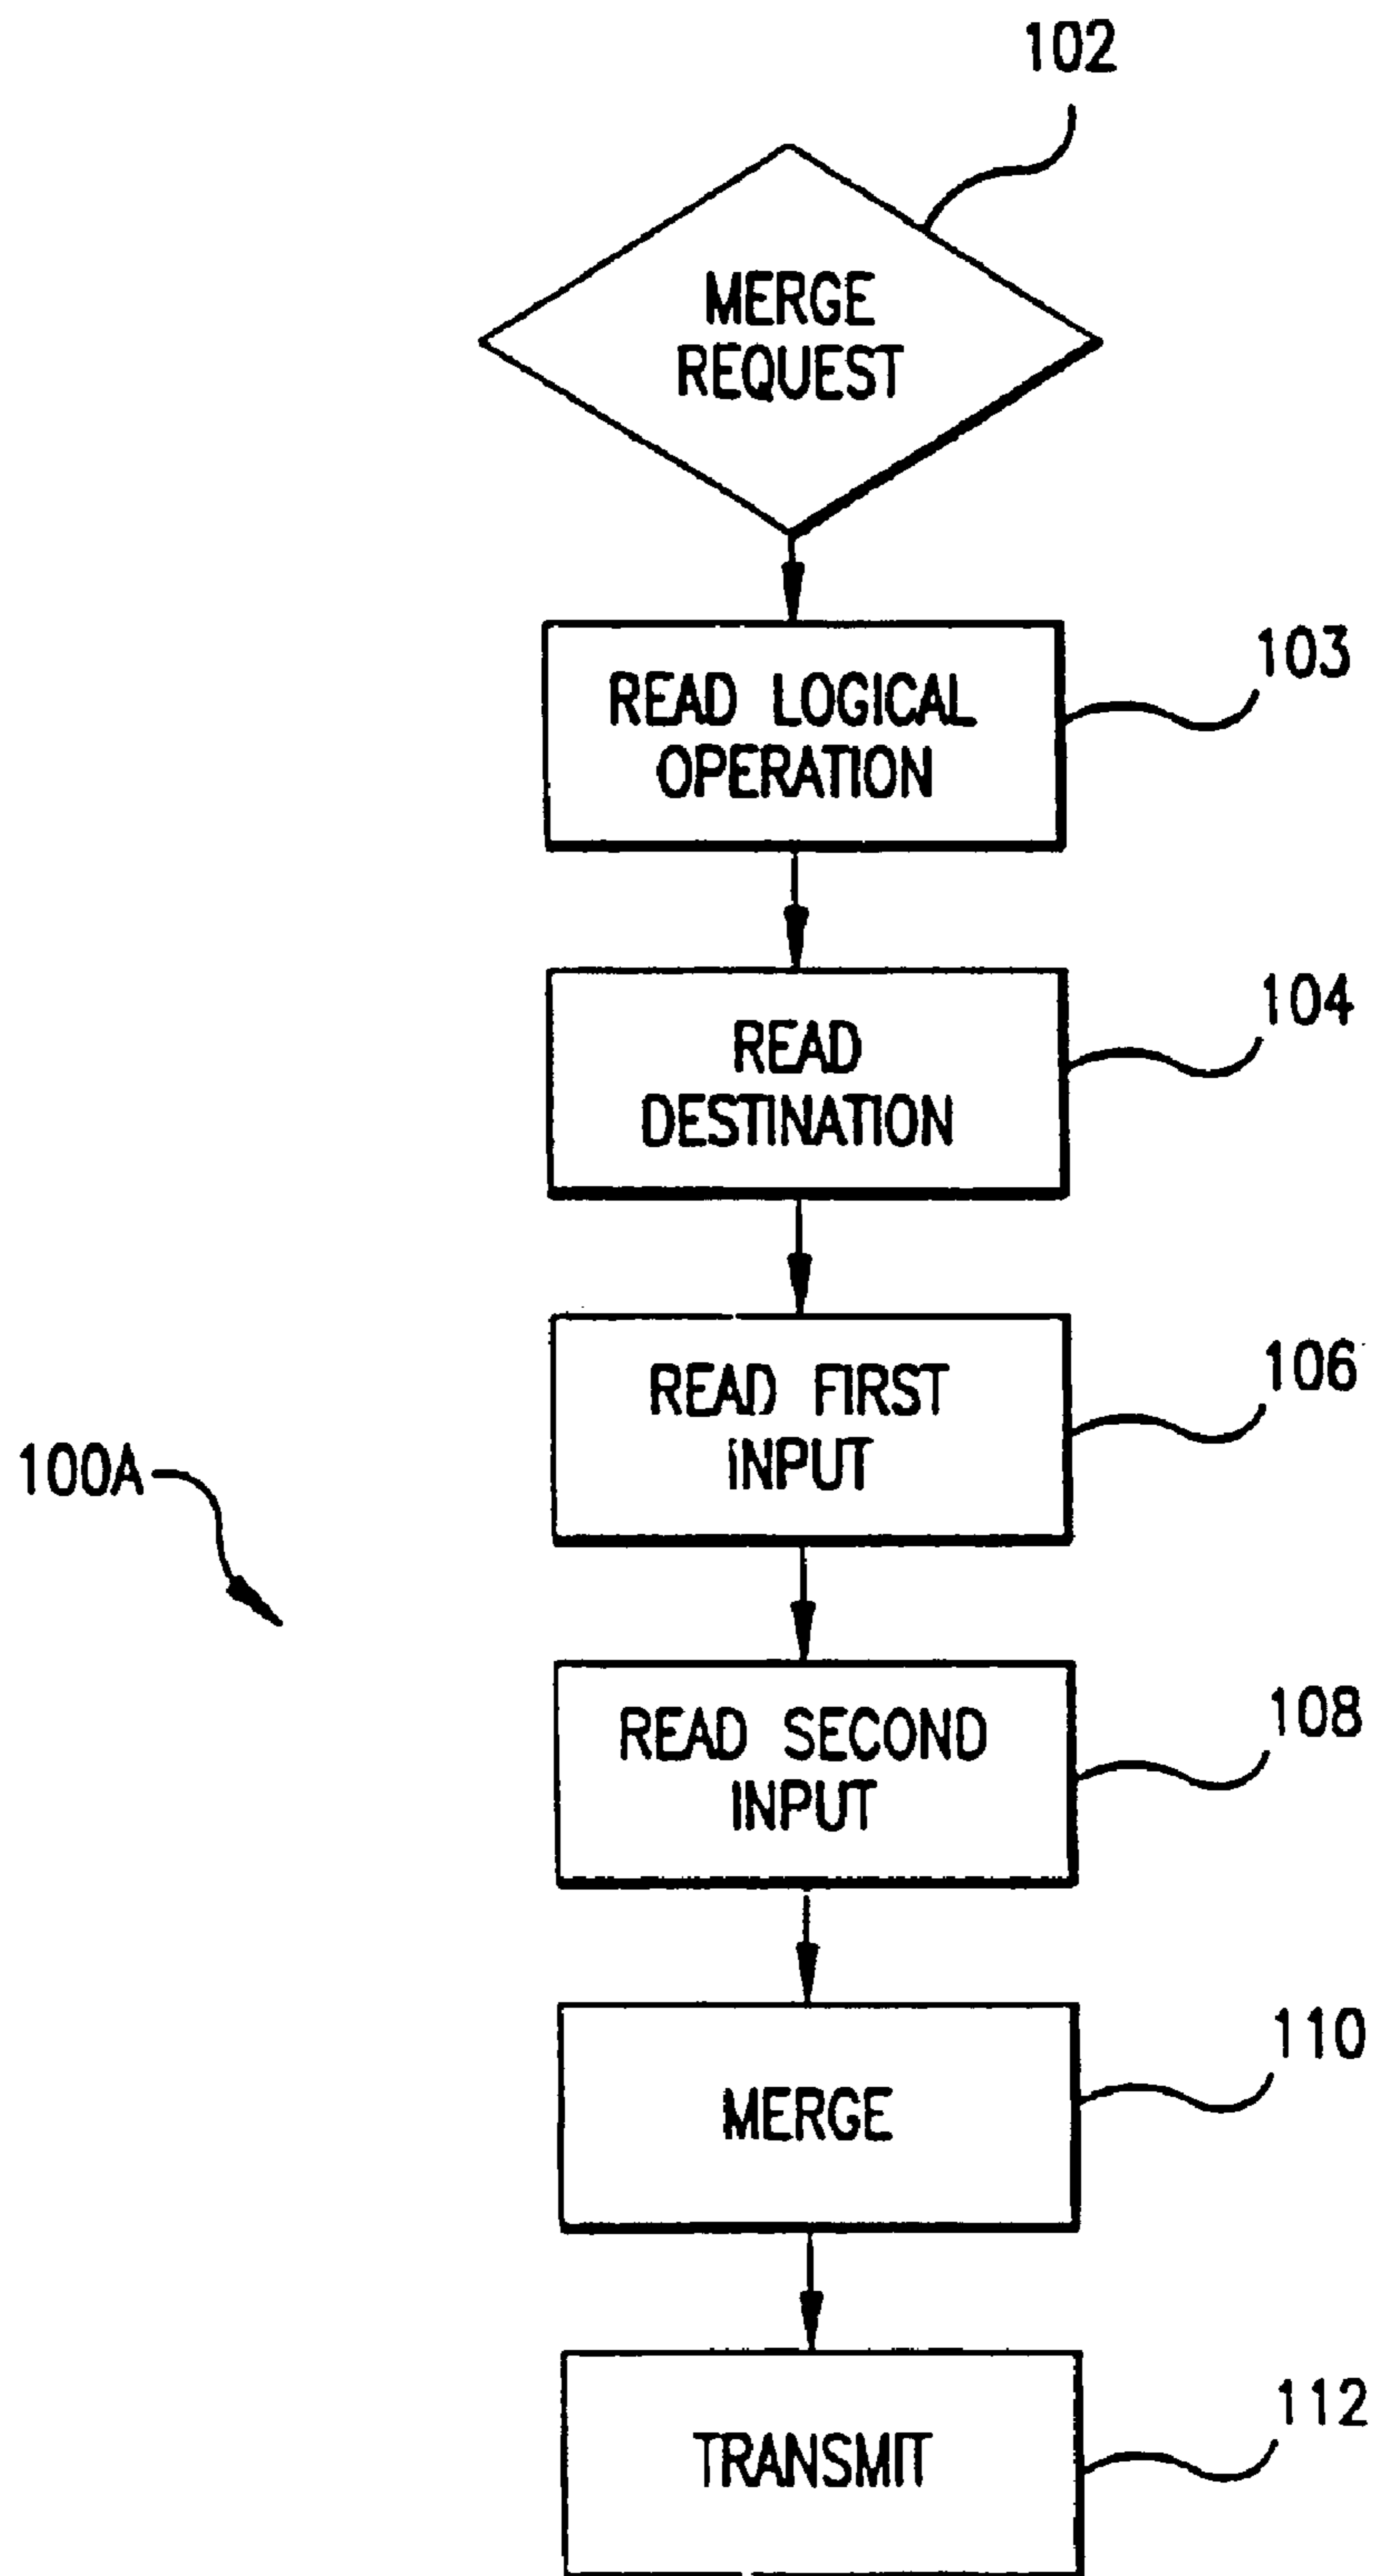 102
MERGE
REQUEST
READ LOGICAL
OPERATION
103
READ
DESTINATION
104
READ FIRST
INPUT
106
100A
READ SECOND
INPUT
108
MERGE
110
TRANSMIT
112